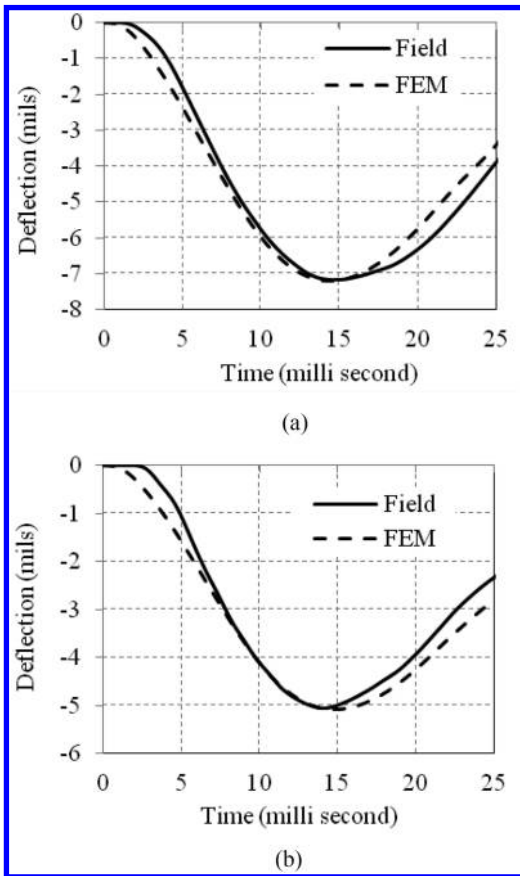 0
-1
-2
-3
-4
-5
-6
-7
-8
Deflection (mils)
Field
FEM
0 5 10 15 20 25
Time (milli second)
(a)
0
-1
-2
-3
-4
-5
-6
Deflection (mils)
Field
FEM
0 5 10 15 20 25
Time (milli second)
(b)